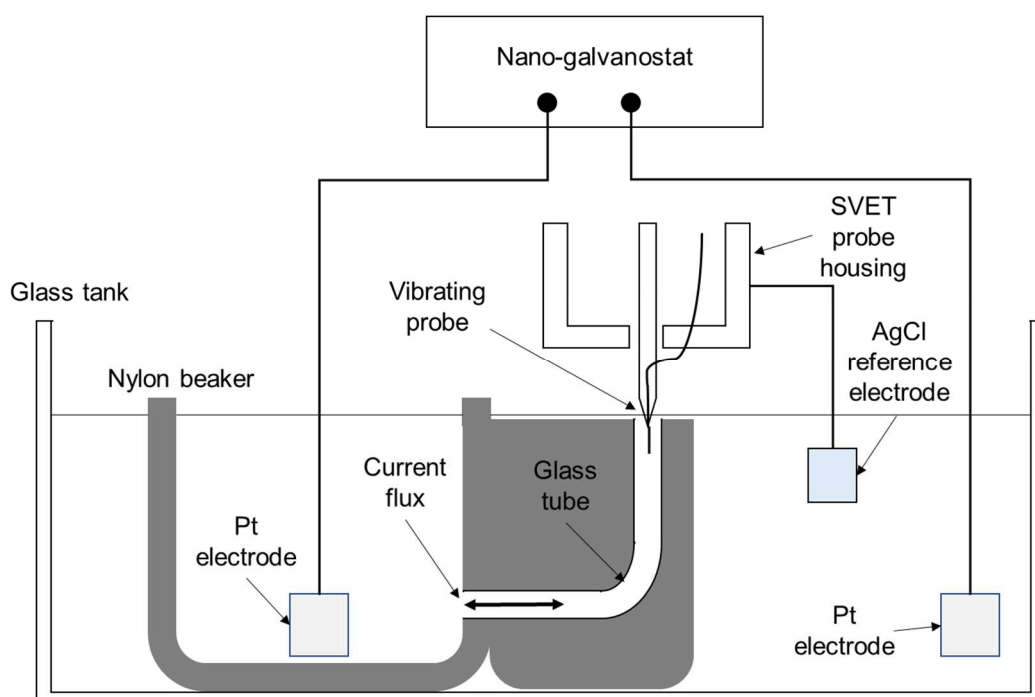 Nano-galvanostat
SVET
probe
housing
Glass tank
Vibrating
probe
AgCl
reference
electrode
Nylon beaker
Current
flux
Glass
tube
Pt
electrode
Pt
electrode